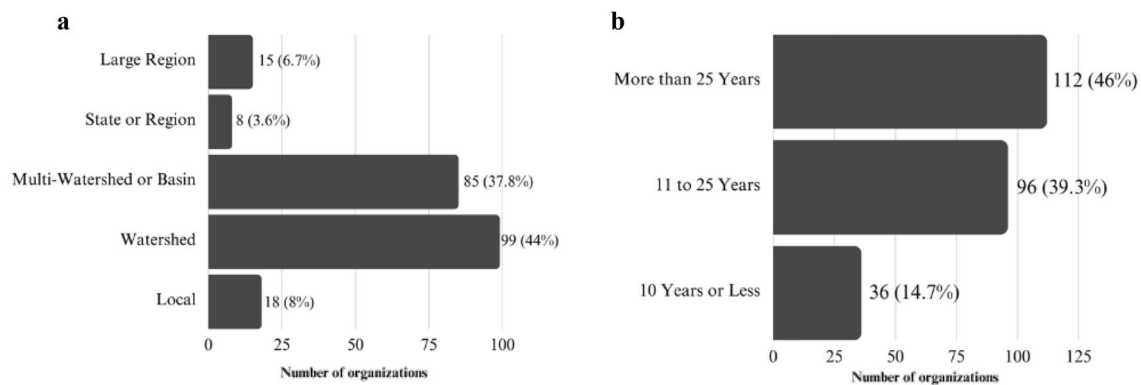 a
Large Region
15 (6.7%)
State or Region
8 (3.6%)
Multi-Watershed or Basin
85 (37.8%)
Watershed
99 (44%)
Local
18 (8%)
0 25 50 75 100
Number of organizations
b
More than 25 Years
112 (46%)
11 to 25 Years
96 (39.3%)
10 Years or Less
36 (14.7%)
0 25 50 75 100 125
Number of organizations